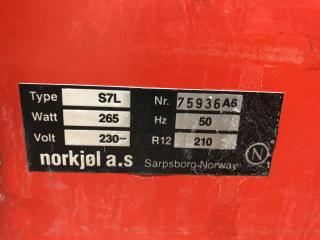 Type S7L Nr. 75936A6
Watt 265 Hz 50
Volt 230~ R12 210
norkjøl a.s Sarpsborg-Norway N